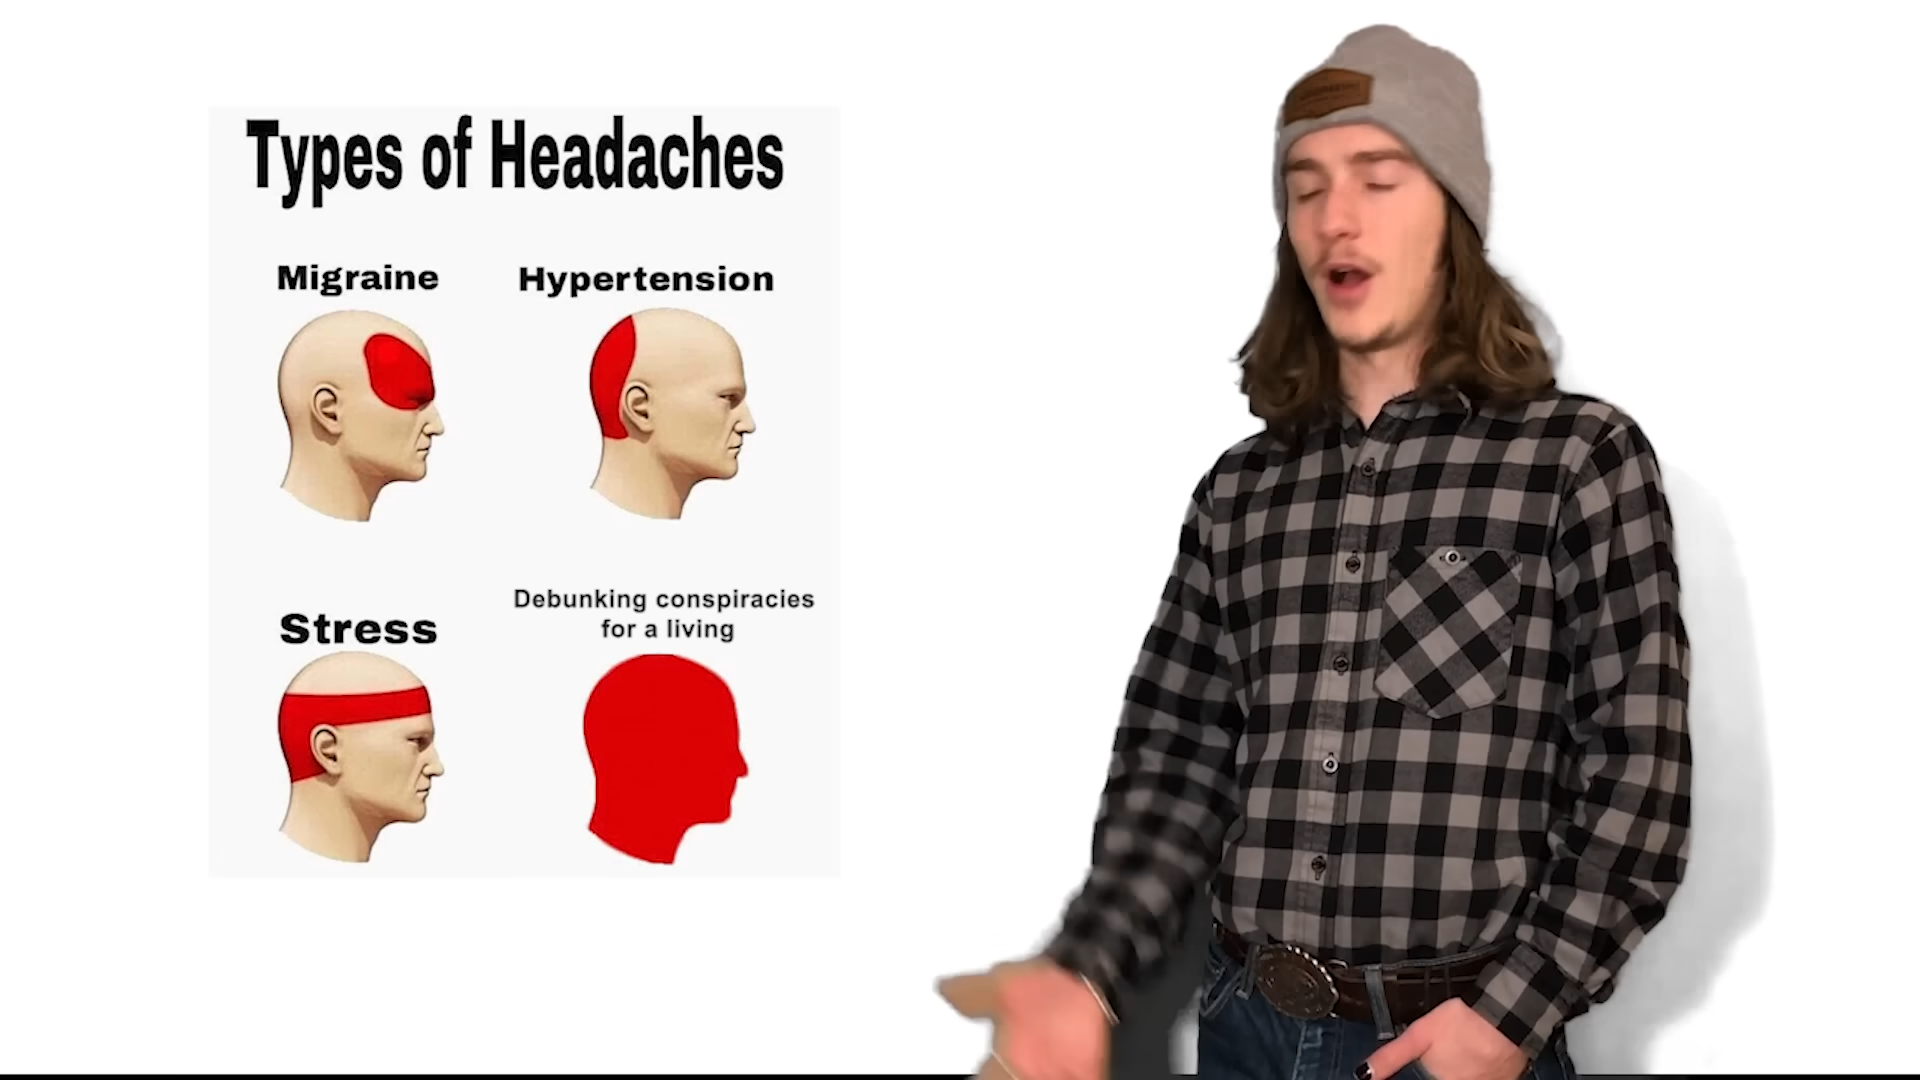 Types of Headaches
Migraine
Hypertension
Stress
Debunking conspiracies
for a living